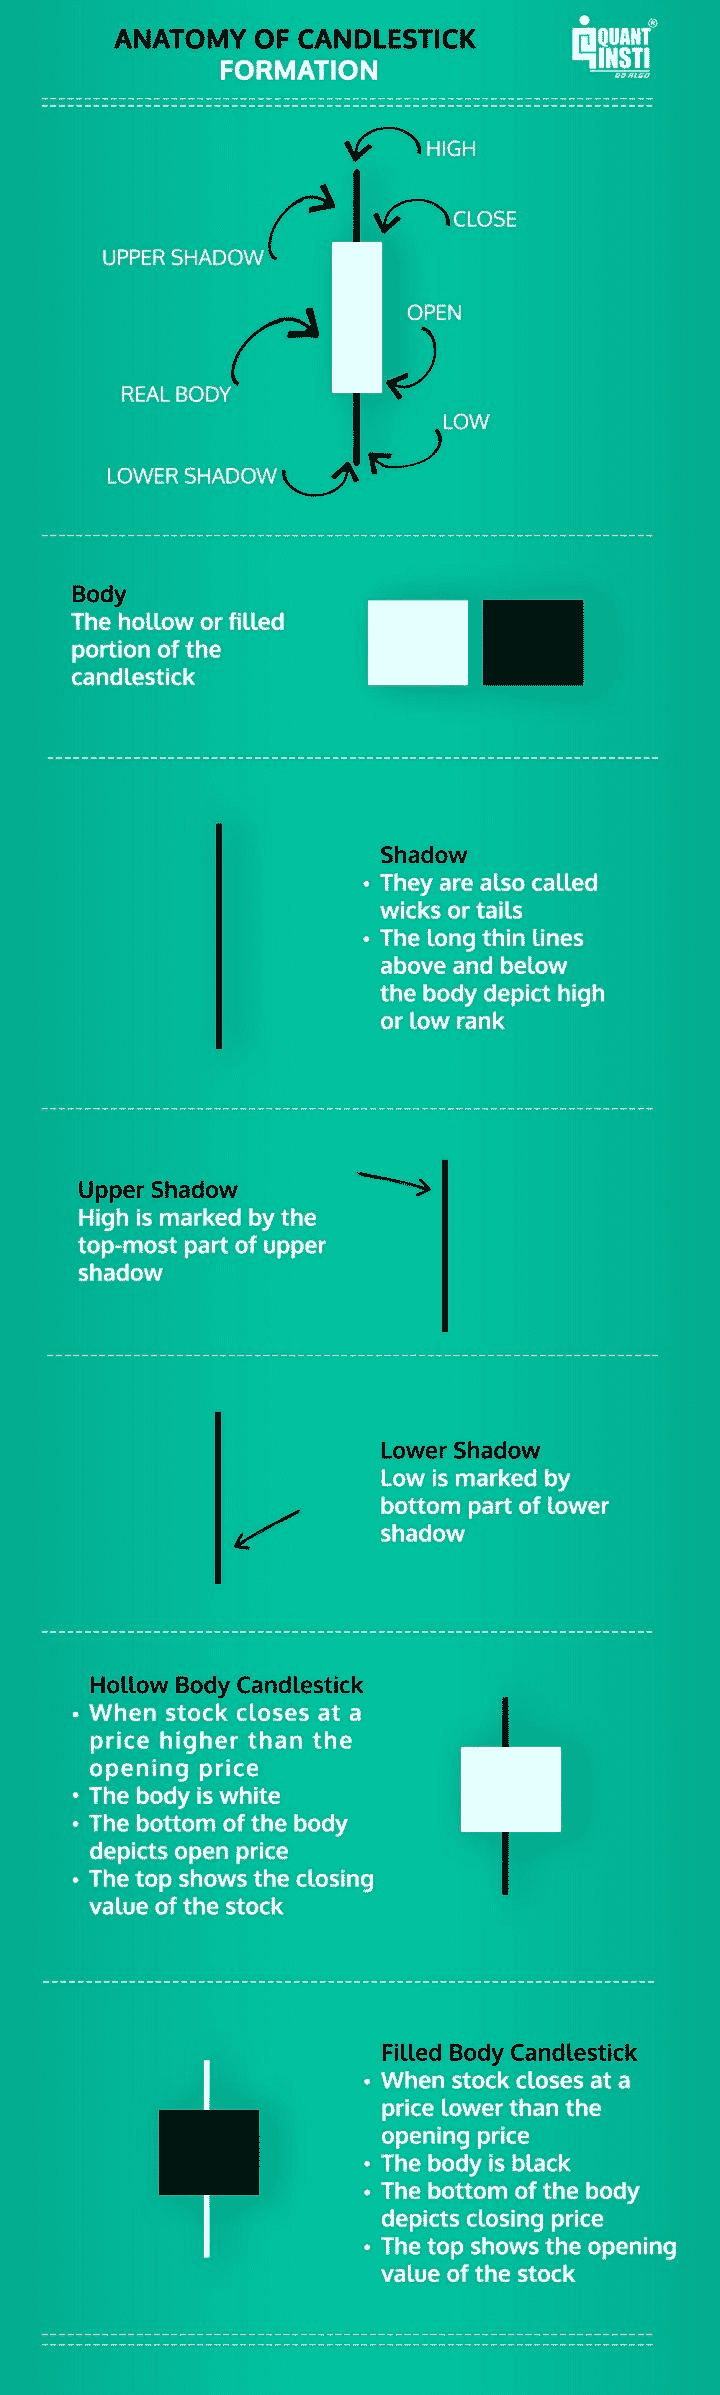 ANATOMY OF CANDLESTICK
FORMATION
QUANT
INSTI
®
GO ALGO
HIGH
CLOSE
UPPER SHADOW
OPEN
REAL BODY
LOW
LOWER SHADOW
Body
The hollow or filled
portion of the
candlestick
Shadow
• They are also called
wicks or tails
• The long thin lines
above and below
the body depict high
or low rank
Upper Shadow
High is marked by the
top-most part of upper
shadow
Lower Shadow
Low is marked by
bottom part of lower
shadow
Hollow Body Candlestick
• When stock closes at a
price higher than the
opening price
• The body is white
• The bottom of the body
depicts open price
• The top shows the closing
value of the stock
Filled Body Candlestick
• When stock closes at a
price lower than the
opening price
• The body is black
• The bottom of the body
depicts closing price
• The top shows the opening
value of the stock